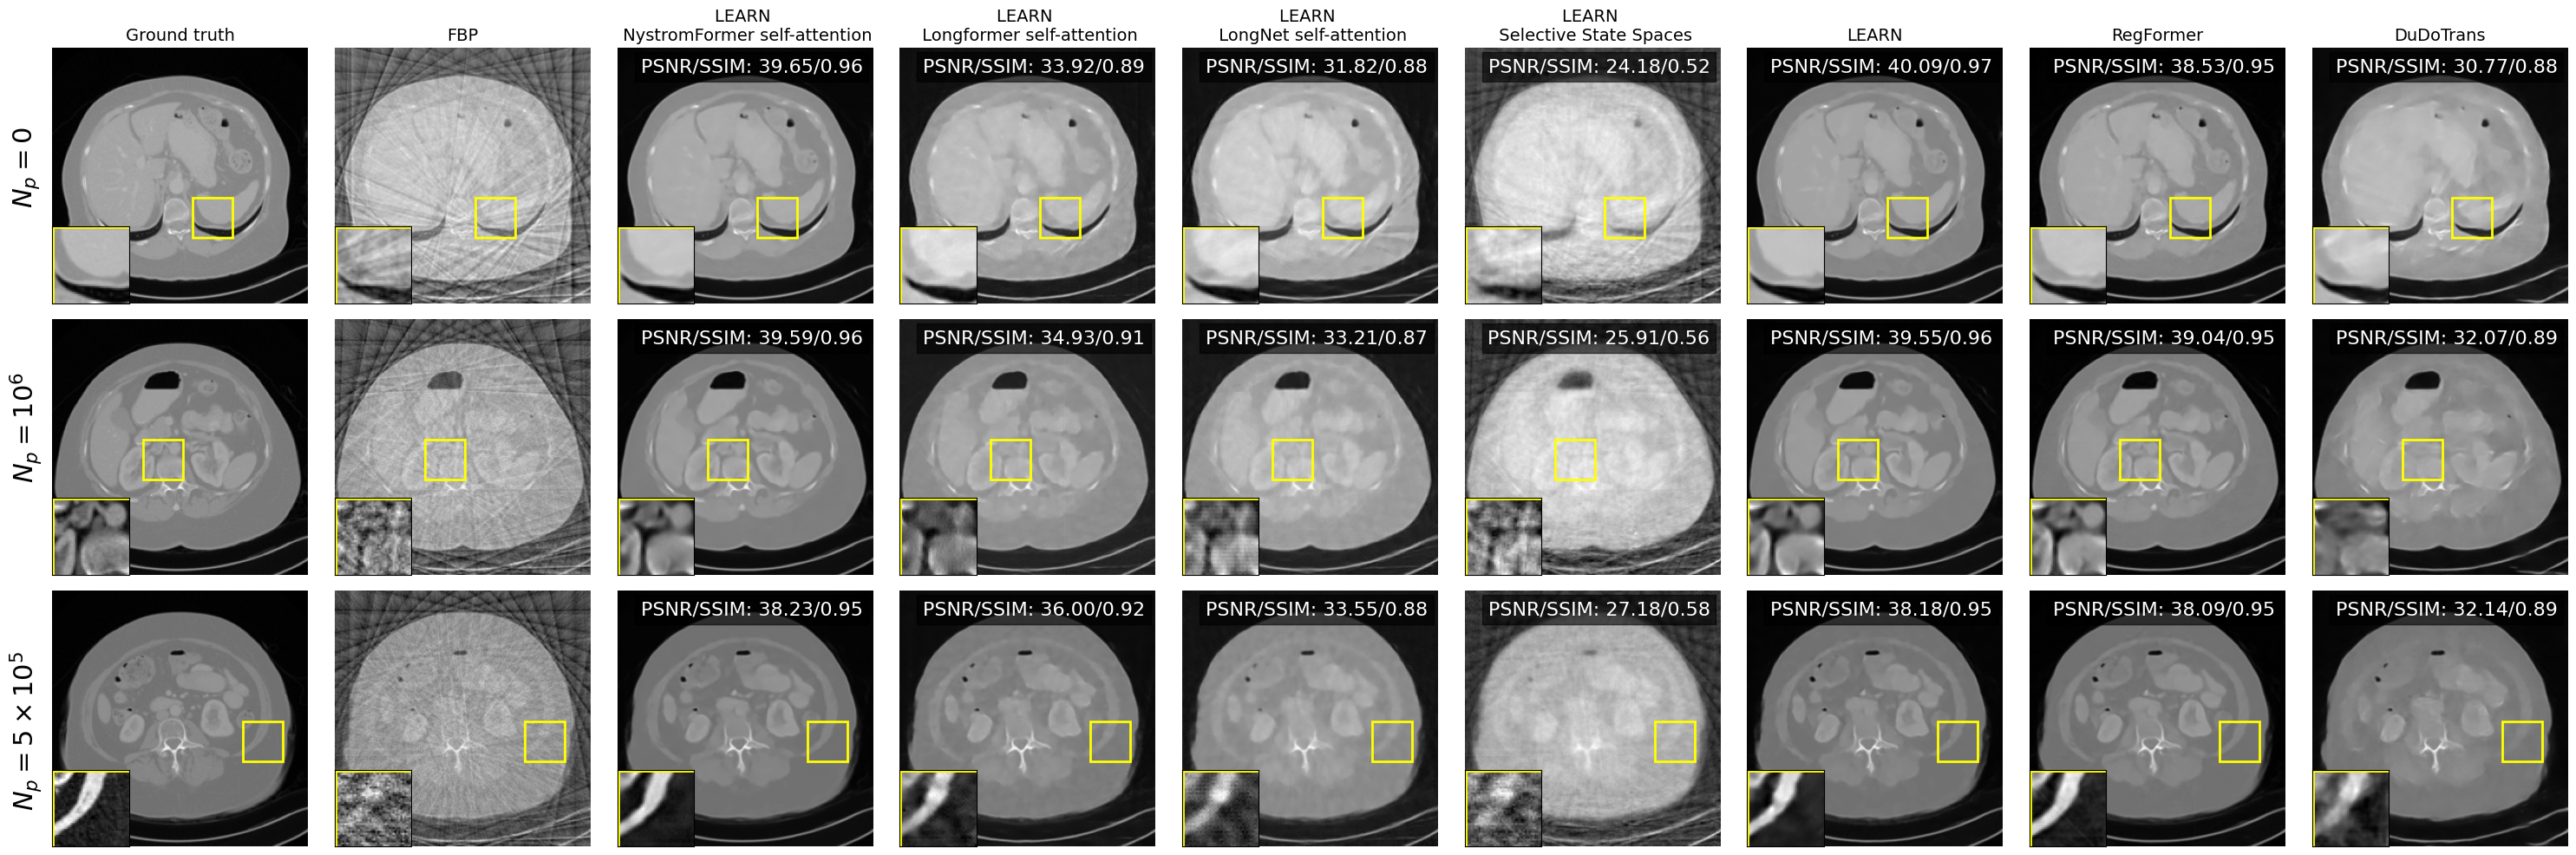 Ground truth
FBP
LEARN
NystromFormer self-attention
LEARN
Longformer self-attention
LEARN
LongNet self-attention
LEARN
Selective State Spaces
LEARN
RegFormer
DuDoTrans
N_p = 0
PSNR/SSIM: 39.65/0.96
PSNR/SSIM: 33.92/0.89
PSNR/SSIM: 31.82/0.88
PSNR/SSIM: 24.18/0.52
PSNR/SSIM: 40.09/0.97
PSNR/SSIM: 38.53/0.95
PSNR/SSIM: 30.77/0.88
N_p = 10^6
PSNR/SSIM: 39.59/0.96
PSNR/SSIM: 34.93/0.91
PSNR/SSIM: 33.21/0.87
PSNR/SSIM: 25.91/0.56
PSNR/SSIM: 39.55/0.96
PSNR/SSIM: 39.04/0.95
PSNR/SSIM: 32.07/0.89
N_p = 5 × 10^5
PSNR/SSIM: 38.23/0.95
PSNR/SSIM: 36.00/0.92
PSNR/SSIM: 33.55/0.88
PSNR/SSIM: 27.18/0.58
PSNR/SSIM: 38.18/0.95
PSNR/SSIM: 38.09/0.95
PSNR/SSIM: 32.14/0.89